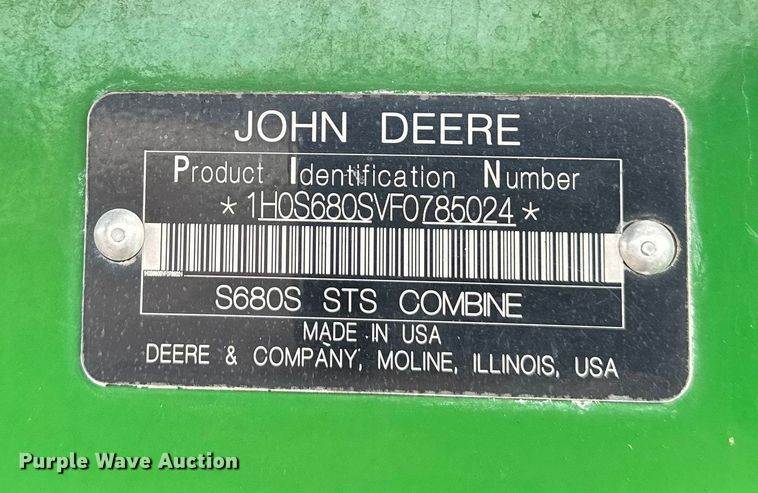 JOHN DEERE
Product Identification Number
*1H0S680SVF0785024*
S680S STS COMBINE
MADE IN USA
DEERE & COMPANY, MOLINE, ILLINOIS, USA
Purple Wave Auction